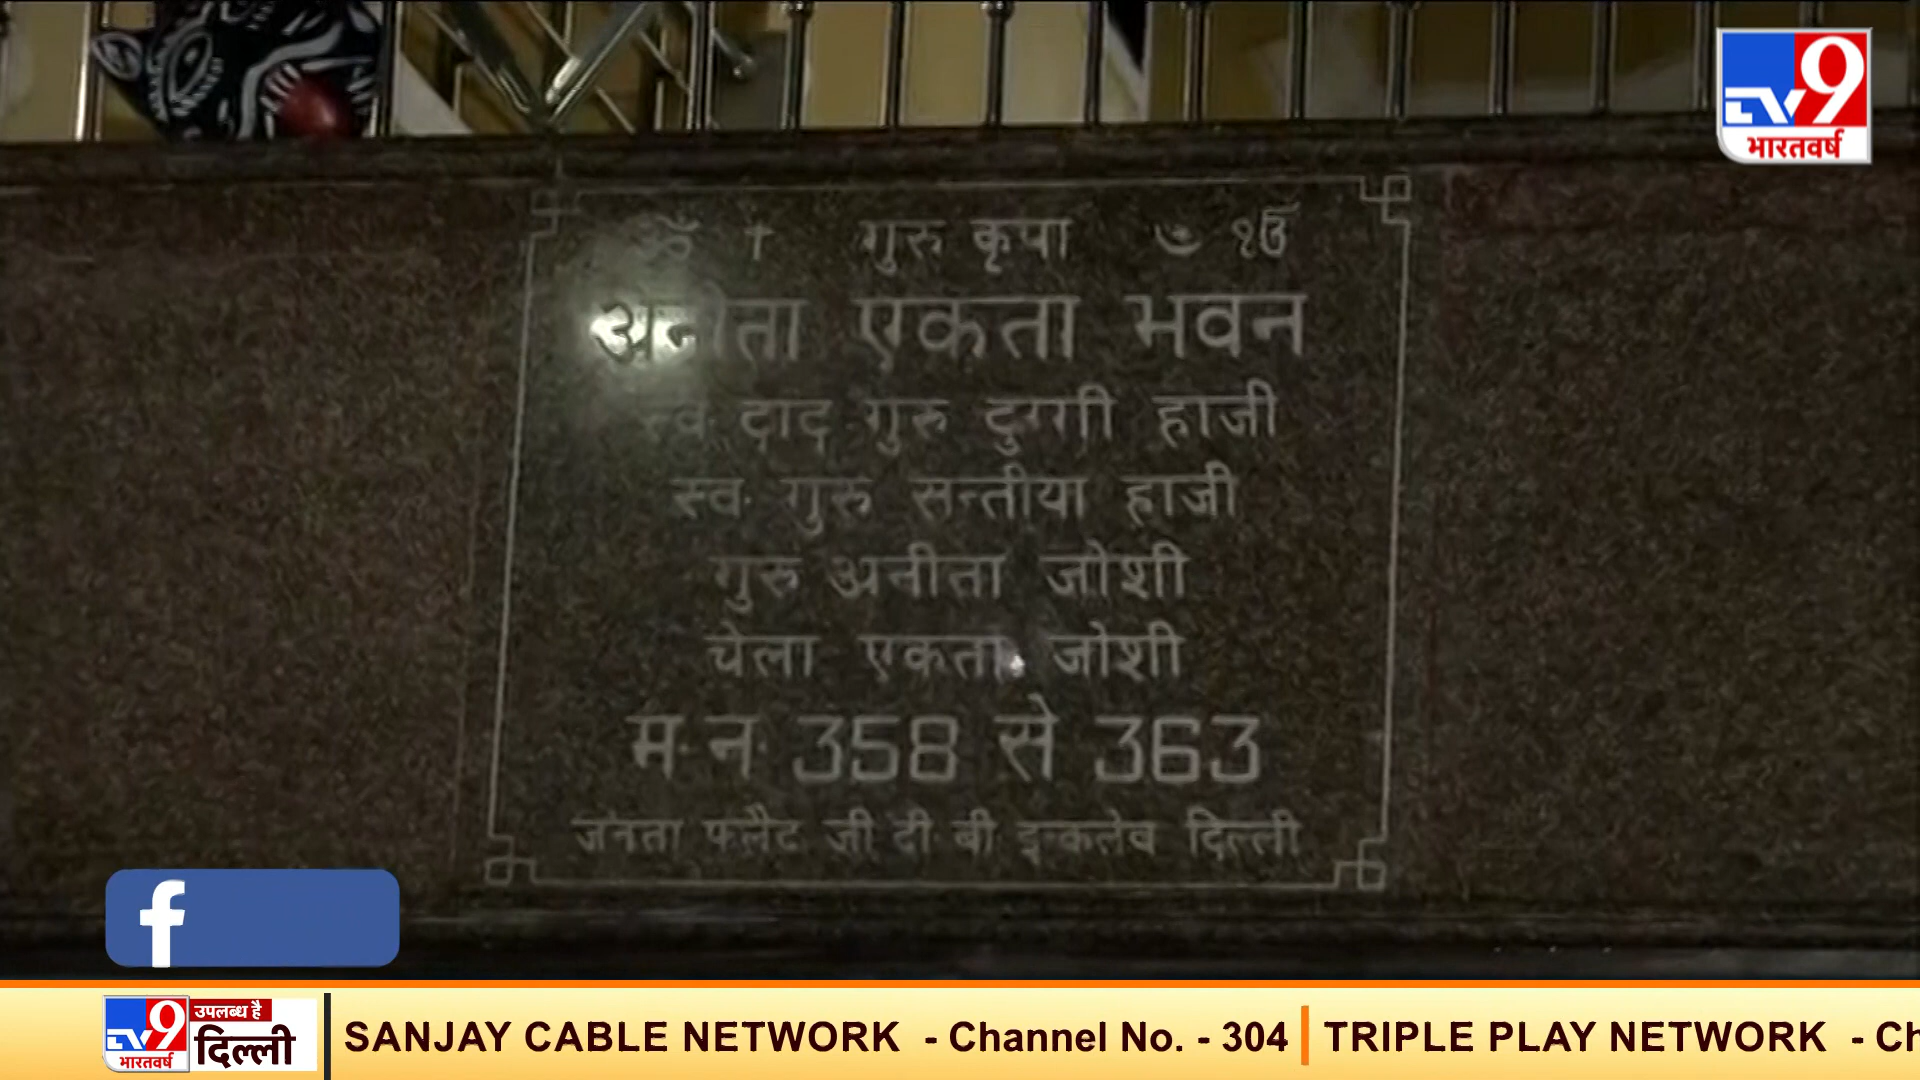 TV9
भारतवर्ष
ॐ † गुरु कृपा ੴ
अनीता एकता भवन
स्व दाद गुरु दुग्गी हाजी
स्व· गुरु सन्तीया हाजी
गुरु अनीता जोशी
चेला एकता जोशी
म· न· 358 से 363
जनता फ्लैट जी टी· बी इन्कलेव दिल्ली
f
TV9 भारतवर्ष उपलब्ध है दिल्ली SANJAY CABLE NETWORK - Channel No. - 304 | TRIPLE PLAY NETWORK - Ch